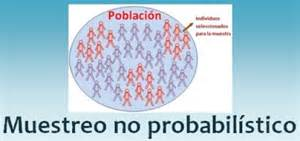 Población
Individuos
seleccionados
para la muestra
Muestreo no probabilístico